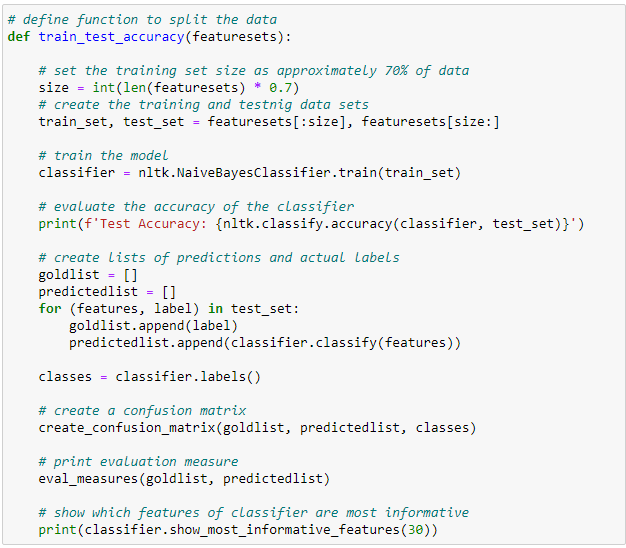 # define function to split the data
def train_test_accuracy(featuresets):
# set the training set size as approximately 70% of data
size = int(len(featuresets) * 0.7)
# create the training and testnig data sets
train_set, test_set = featuresets[:size], featuresets[size:]
# train the model
classifier = nltk.NaiveBayesClassifier.train(train_set)
# evaluate the accuracy of the classifier
print(f'Test Accuracy: {nltk.classify.accuracy(classifier, test_set)}')
# create lists of predictions and actual labels
goldlist = []
predictedlist = []
for (features, label) in test_set:
goldlist.append(label)
predictedlist.append(classifier.classify(features))
classes = classifier.labels()
# create a confusion matrix
create_confusion_matrix(goldlist, predictedlist, classes)
# print evaluation measure
eval_measures(goldlist, predictedlist)
# show which features of classifier are most informative
print(classifier.show_most_informative_features(30))